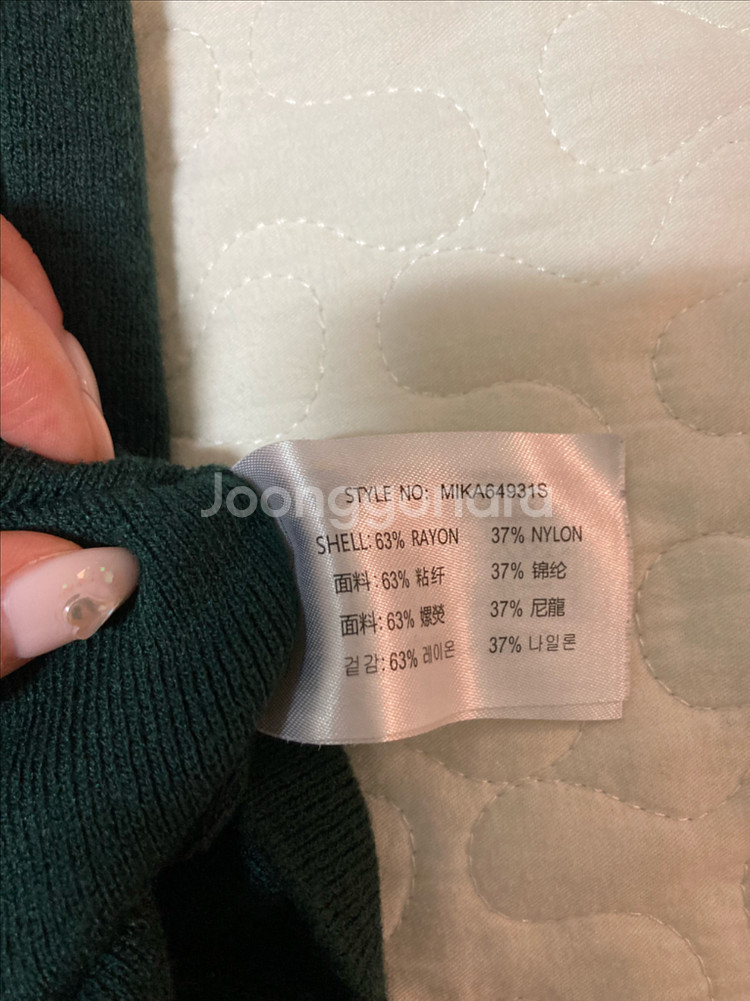 Joonggonara
STYLE NO: MIKA64931S
SHELL: 63% RAYON 37% NYLON
面料: 63% 粘纤 37% 锦纶
面料: 63% 嫘熒 37% 尼龍
겉감: 63% 레이온 37% 나일론